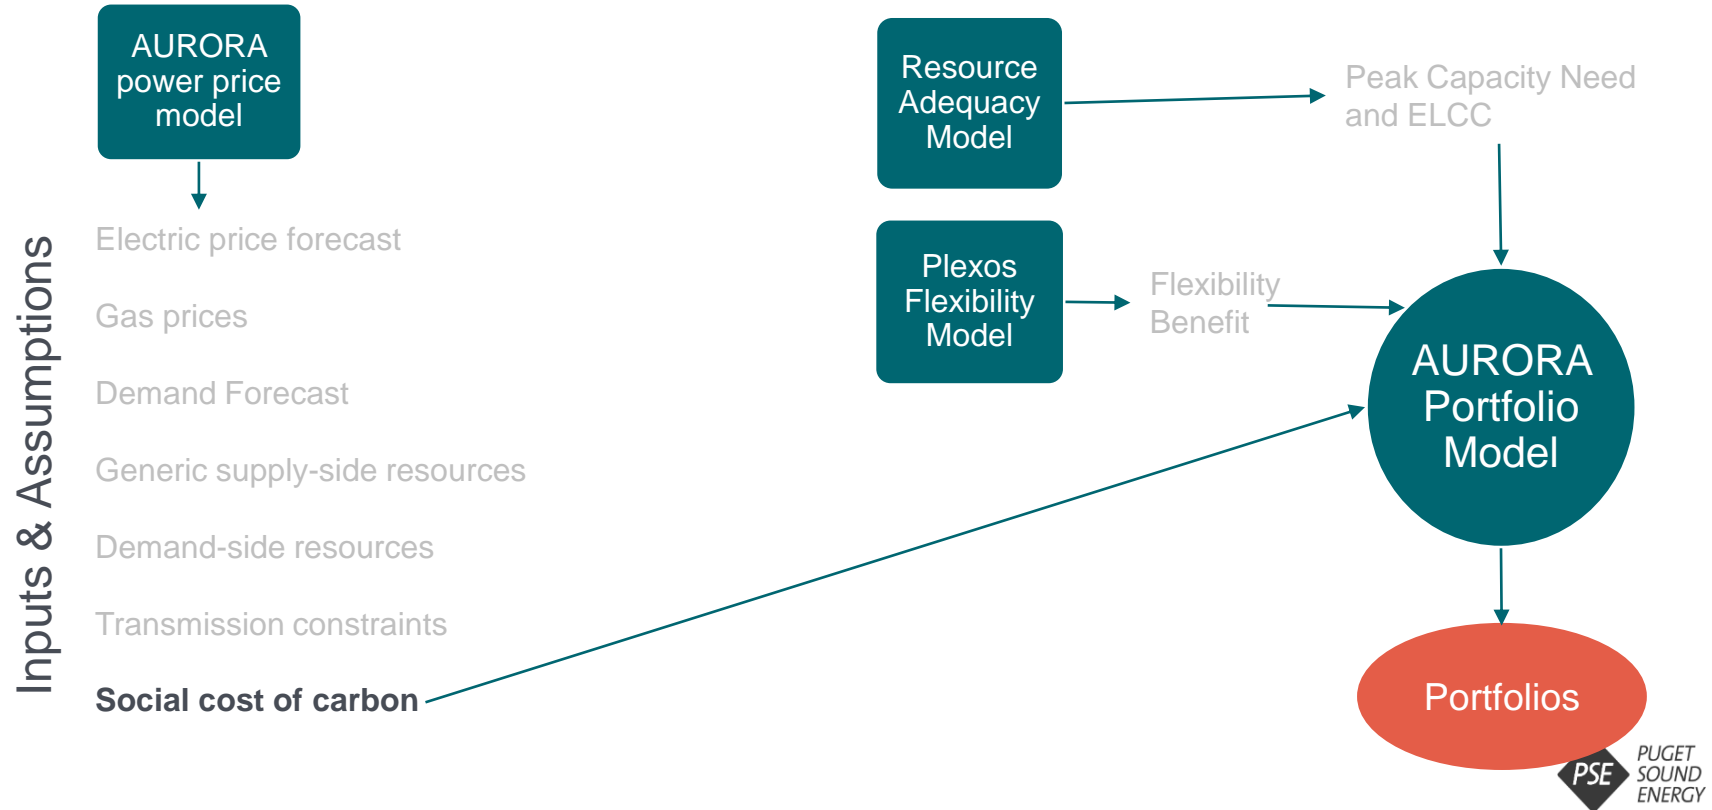 AURORA
power price
model
Inputs & Assumptions
Electric price forecast
Gas prices
Demand Forecast
Generic supply-side resources
Demand-side resources
Transmission constraints
Social cost of carbon
Resource
Adequacy
Model
Peak Capacity Need
and ELCC
Plexos
Flexibility
Model
Flexibility
Benefit
AURORA
Portfolio
Model
Portfolios
PSE
PUGET
SOUND
ENERGY